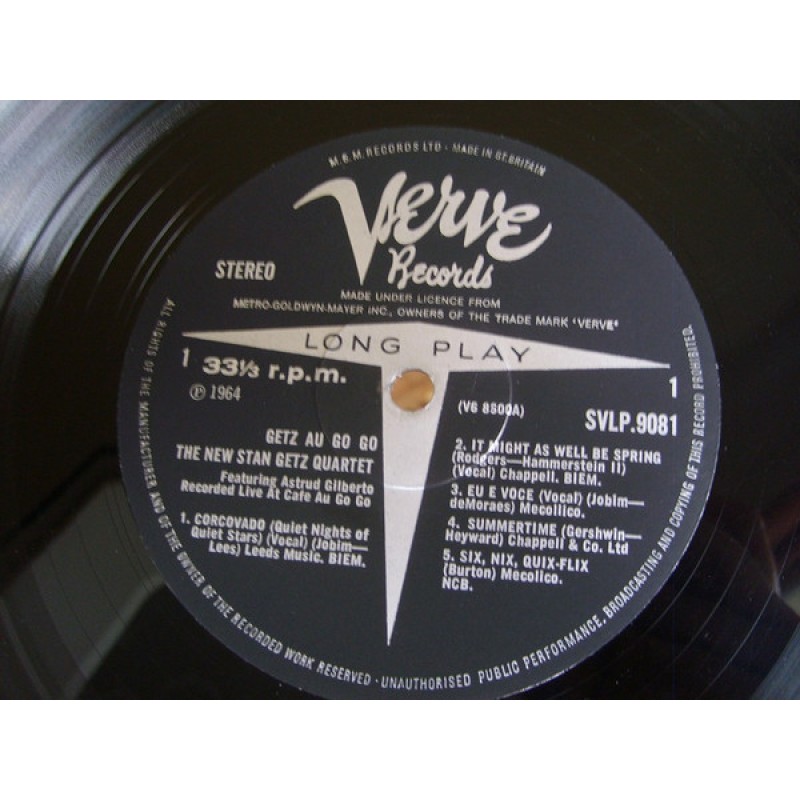 M.G.M. RECORDS LTD · MADE IN GT. BRITAIN
Verve
Records
STEREO
MADE UNDER LICENCE FROM
METRO-GOLDWYN-MAYER INC., OWNERS OF THE TRADE MARK 'VERVE'
LONG PLAY
1 33⅓ r.p.m.
℗ 1964
1
(V6 8500A)
SVLP.9081
GETZ AU GO GO
THE NEW STAN GETZ QUARTET
Featuring Astrud Gilberto
Recorded Live At Cafe Au Go Go
1. CORCOVADO (Quiet Nights of
Quiet Stars) (Vocal) (Jobim—
Lees) Leeds Music. BIEM.
2. IT MIGHT AS WELL BE SPRING
(Rodgers—Hammerstein II)
(Vocal) Chappell. BIEM.
3. EU E VOCE (Vocal) (Jobim-
deMoraes) Mecollico.
4. SUMMERTIME (Gershwin—
Heyward) Chappell & Co. Ltd
5. SIX, NIX, QUIX-FLIX
(Burton) Mecolico.
NCB.
ALL RIGHTS OF THE MANUFACTURER AND OF THE OWNER OF THE RECORDED WORK RESERVED · UNAUTHORISED PUBLIC PERFORMANCE, BROADCASTING AND COPYING OF THIS RECORD PROHIBITED.